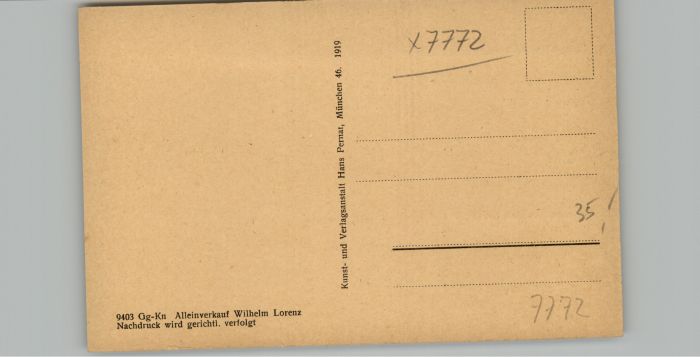 9403 Gg-Kn Alleinverkauf Wilhelm Lorenz
Nachdruck wird gerichtl. verfolgt
Kunst- und Verlagsanstalt Hans Pernat, München 46. 1919
x7772
35
7772